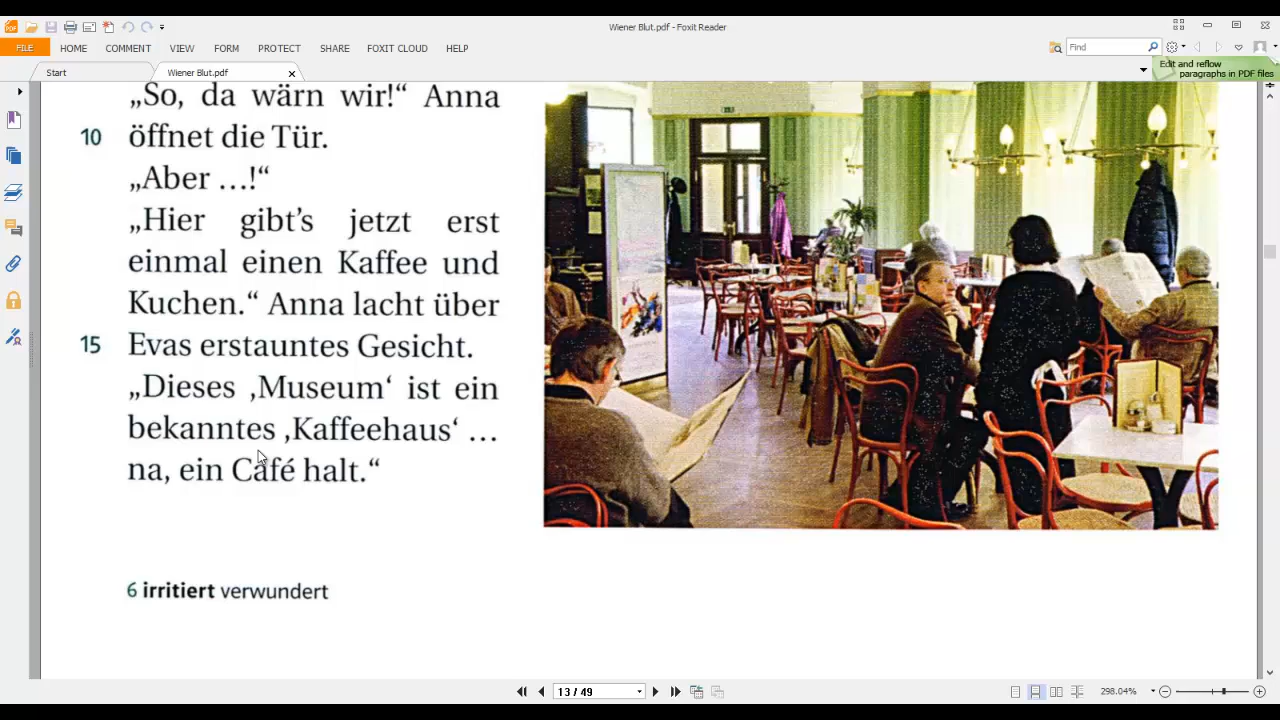 Wiener Blut.pdf - Foxit Reader
FILE HOME COMMENT VIEW FORM PROTECT SHARE FOXIT CLOUD HELP
Find
Start
Wiener Blut.pdf
Edit and reflow
paragraphs in PDF files
„So, da wärn wir!“ Anna
10 öffnet die Tür.
„Aber …!“
„Hier gibt’s jetzt erst
einmal einen Kaffee und
Kuchen.“ Anna lacht über
15 Evas erstauntes Gesicht.
„Dieses ‚Museum‘ ist ein
bekanntes ‚Kaffeehaus‘ …
na, ein Café halt.“
6 irritiert verwundert
13 / 49
298.04%